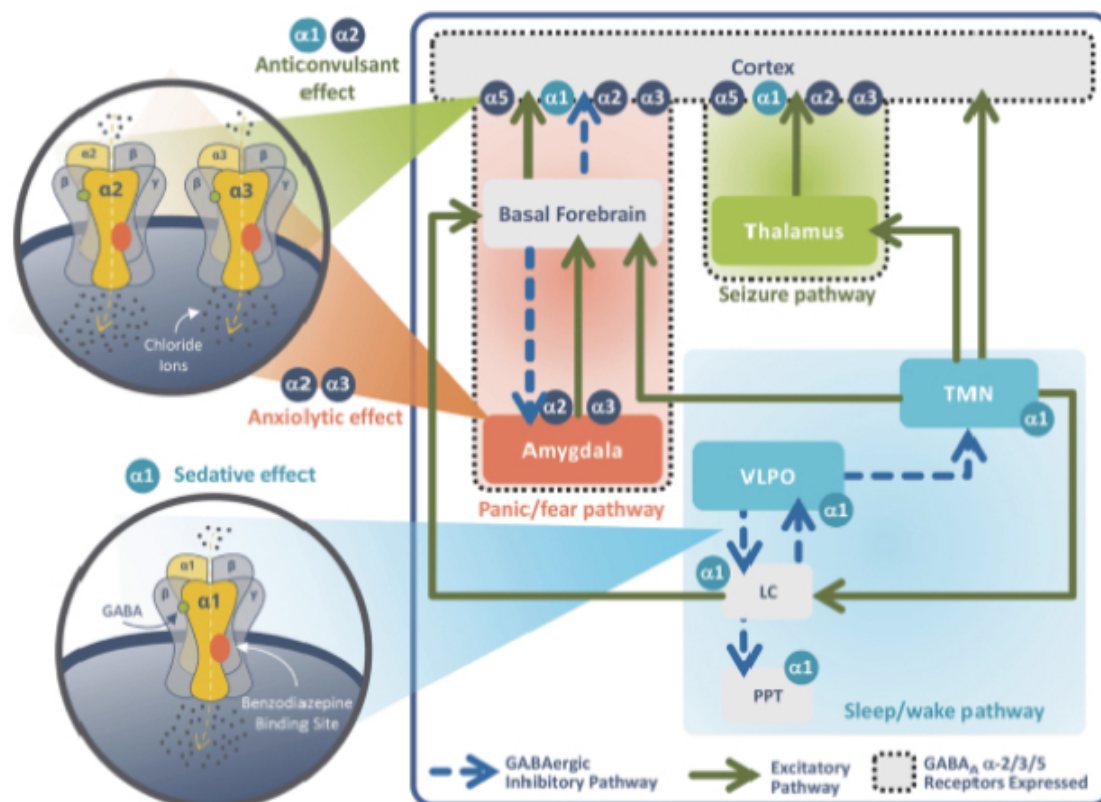 α1 α2
Anticonvulsant
effect
α2 β α3 β
β α2 γ β α3 γ
Chloride
Ions
α2 α3
Anxiolytic effect
α1 Sedative effect
α1 β
β α1 γ
GABA
Benzodiazepine
Binding Site
Cortex
α5 α1 α2 α3 α5 α1 α2 α3
Basal Forebrain
Thalamus
Seizure pathway
α2 α3
Amygdala
Panic/fear pathway
TMN
α1
VLPO
α1
α1
LC
α1
PPT
Sleep/wake pathway
GABAergic
Inhibitory Pathway
Excitatory
Pathway
GABAA α-2/3/5
Receptors Expressed